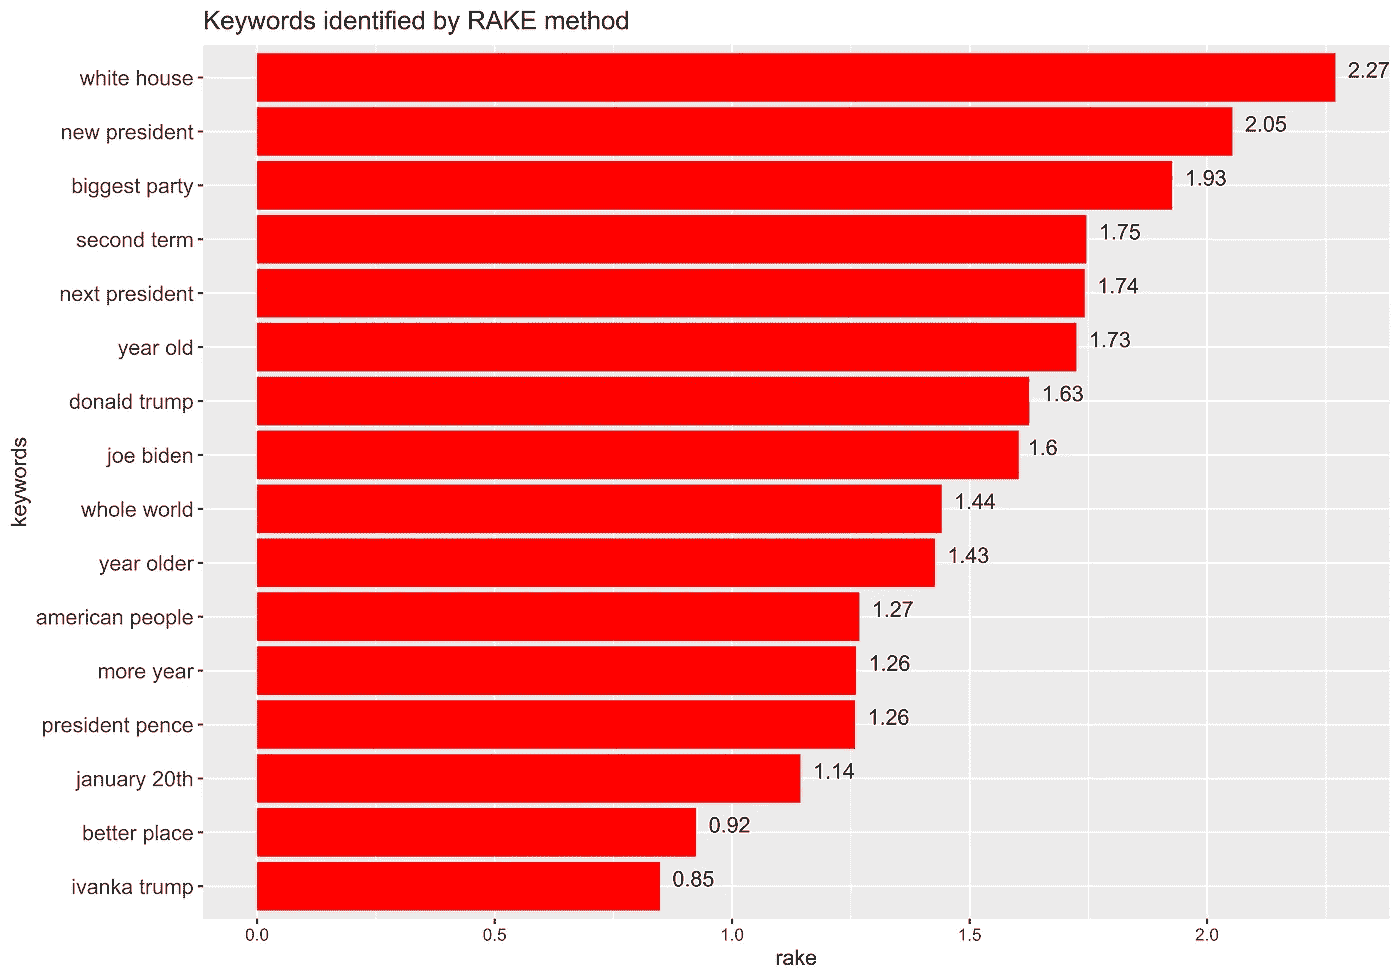 Keywords identified by RAKE method
white house 2.27
new president 2.05
biggest party 1.93
second term 1.75
next president 1.74
year old 1.73
donald trump 1.63
joe biden 1.6
whole world 1.44
year older 1.43
american people 1.27
more year 1.26
president pence 1.26
january 20th 1.14
better place 0.92
ivanka trump 0.85
keywords
0.0 0.5 1.0 1.5 2.0
rake